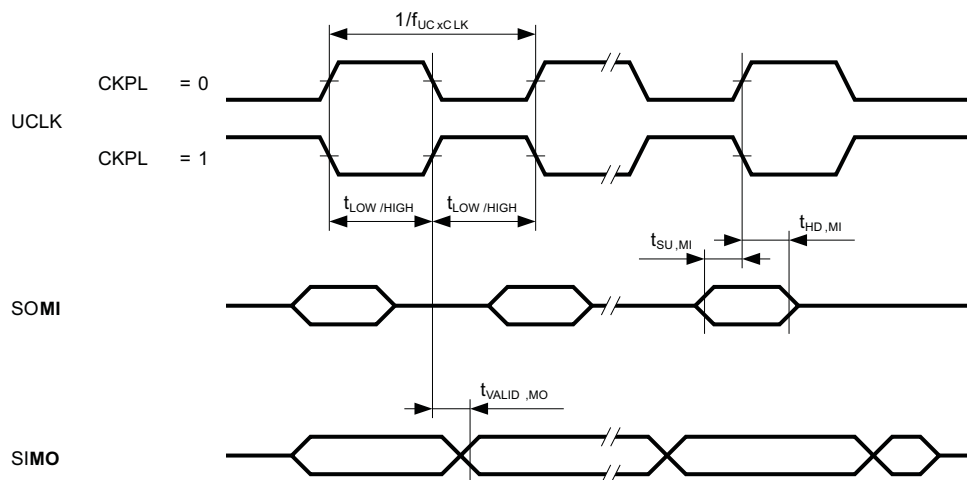 1/fUCxCLK
CKPL = 0
UCLK
CKPL = 1
tLOW/HIGH tLOW/HIGH
tHD,MI
tSU,MI
SOMI
tVALID,MO
SIMO